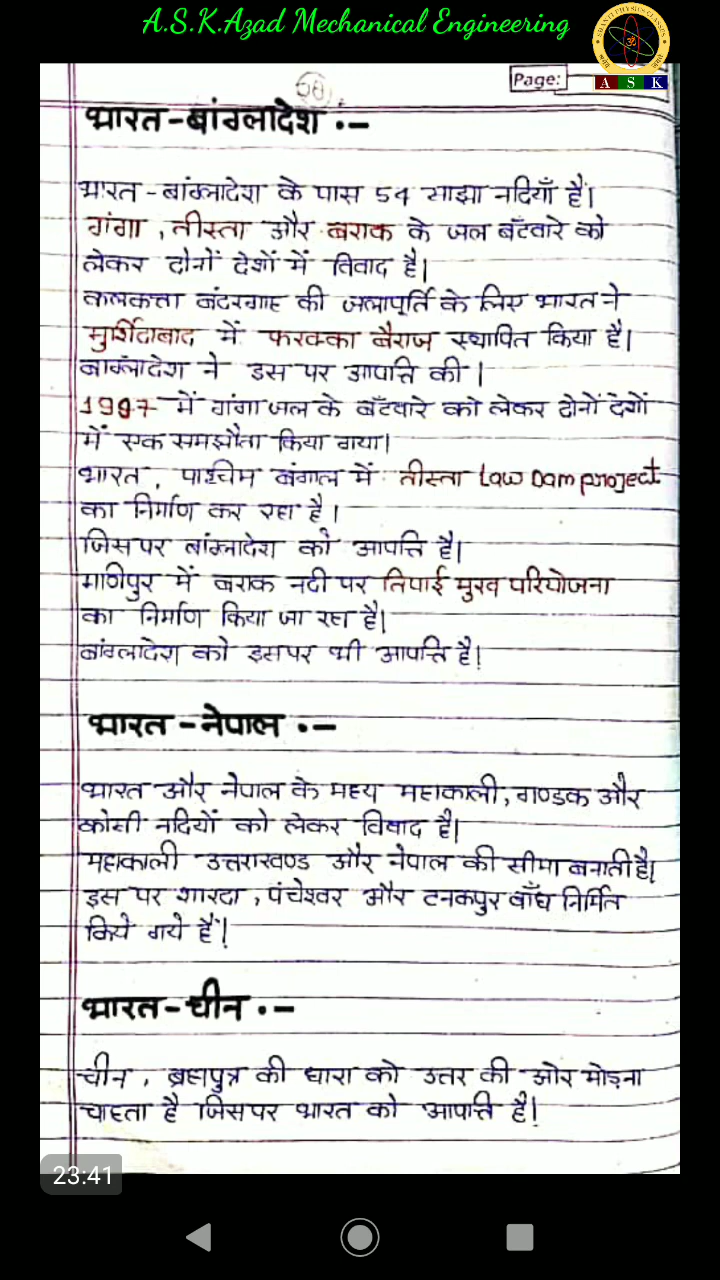 A.S.K.Azad Mechanical Engineering
A S K
Page:
भारत-बांग्लादेश :-
भारत-बांग्लादेश के पास 54 साझा नदियाँ हैं।
गंगा, तीस्ता और बराक के जल बँटवारे को
लेकर दोनों देशों में विवाद है।
कलकत्ता बंदरगाह की जलापूर्ति के लिए भारत ने
मुर्शिदाबाद में फरक्का बैराज स्थापित किया है।
बांग्लादेश ने इस पर आपत्ति की।
1997 में गंगा जल के बँटवारे को लेकर दोनों देशों
में एक समझौता किया गया।
भारत, पश्चिम बंगाल में तीस्ता Law Dam project
का निर्माण कर रहा है।
जिसपर बांग्लादेश को आपत्ति है।
मणिपुर में बराक नदी पर तिपाई मुख परियोजना
का निर्माण किया जा रहा है।
बांग्लादेश को इसपर भी आपत्ति है।
भारत-नेपाल :-
भारत और नेपाल के मध्य महाकाली, गण्डक और
कोसी नदियों को लेकर विवाद है।
महाकाली उत्तराखण्ड और नेपाल की सीमा बनाती है।
इस पर शारदा, पंचेश्वर और टनकपुर बाँध निर्मित
किये गये हैं।
भारत-चीन :-
चीन, ब्रह्मपुत्र की धारा को उत्तर की ओर मोड़ना
चाहता है जिसपर भारत को आपत्ति है।
23:41